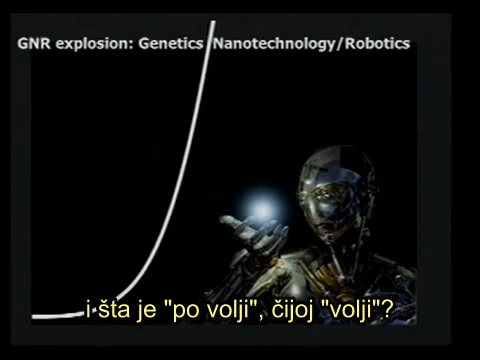 GNR explosion: Genetics Nanotechnology/Robotics
i šta je "po volji", čijoj "volji"?